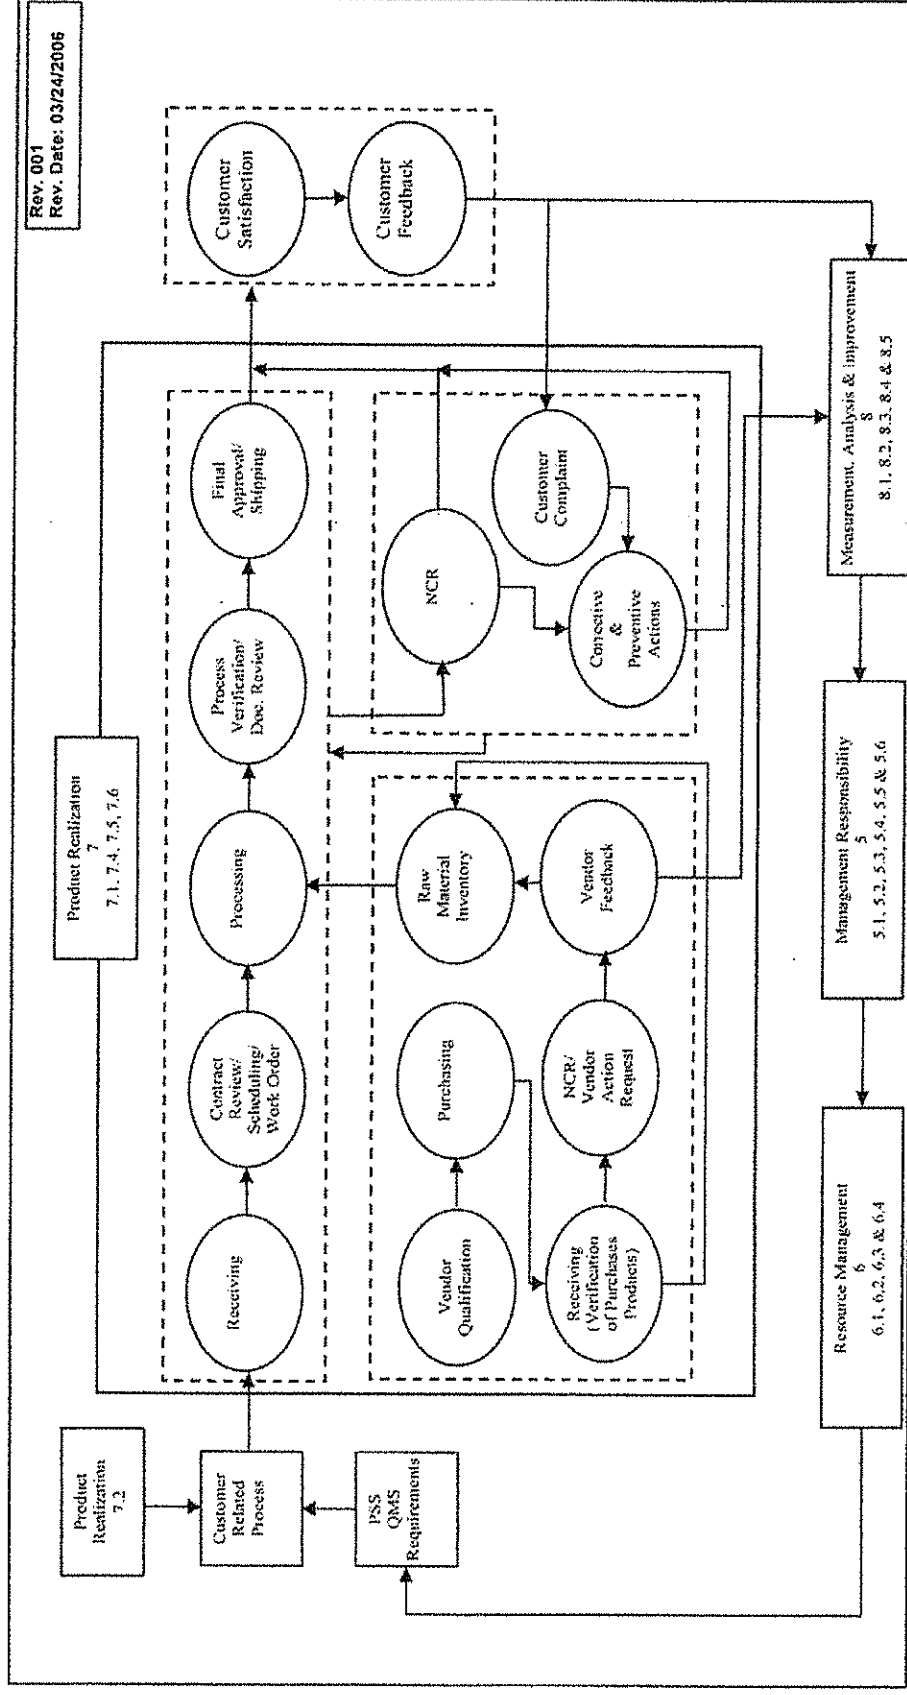 Rev. 001
Rev. Date: 03/24/2006
Product Realization
7
7.1, 7.4, 7.5, 7.6
Product
Realization
7.2
Customer
Related
Process
PSS
QMS
Requirements
Receiving
Contract
Review/
Scheduling/
Work Order
Processing
Process
Verification/
Doc. Review
Final
Approval/
Shipping
Customer
Satisfaction
Customer
Feedback
Vendor
Qualification
Purchasing
Raw
Material
Inventory
NCR
Customer
Complaint
Receiving
(Verification
of Purchases
Products)
NCR/
Vendor
Action
Request
Vendor
Feedback
Corrective
&
Preventive
Actions
Resource Management
6
6.1, 6.2, 6.3 & 6.4
Management Responsibility
5
5.1, 5.2, 5.3, 5.4, 5.5 & 5.6
Measurement, Analysis & Improvement
8
8.1, 8.2, 8.3, 8.4 & 8.5